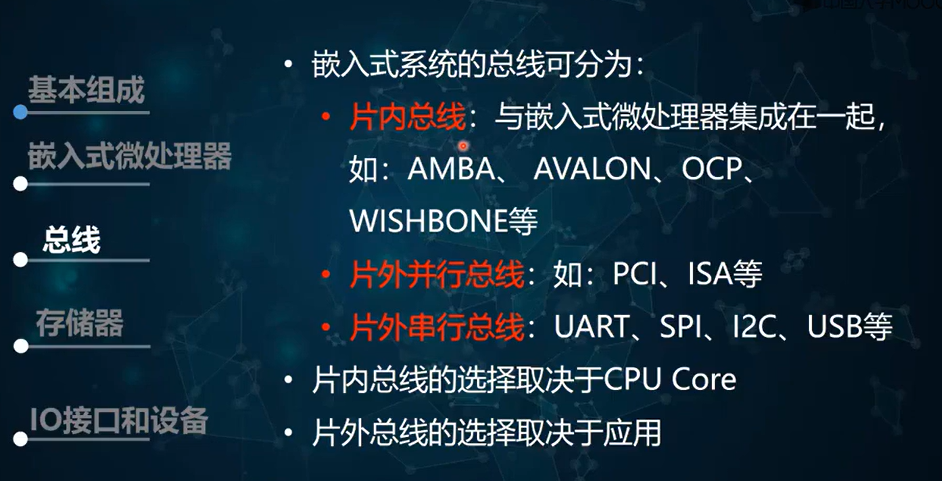 基本组成
嵌入式微处理器
总线
存储器
IO接口和设备
• 嵌入式系统的总线可分为：
• 片内总线：与嵌入式微处理器集成在一起，
如：AMBA、 AVALON、OCP、
WISHBONE等
• 片外并行总线：如：PCI、ISA等
• 片外串行总线：UART、SPI、I2C、USB等
• 片内总线的选择取决于CPU Core
• 片外总线的选择取决于应用